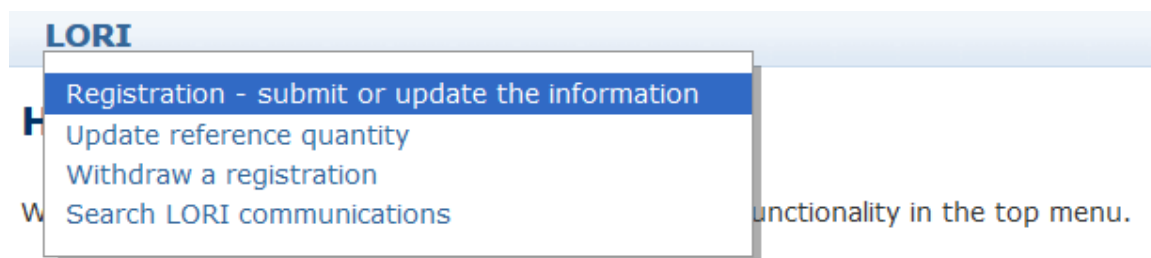 LORI
Registration - submit or update the information
Update reference quantity
Withdraw a registration
Search LORI communications
unctionality in the top menu.